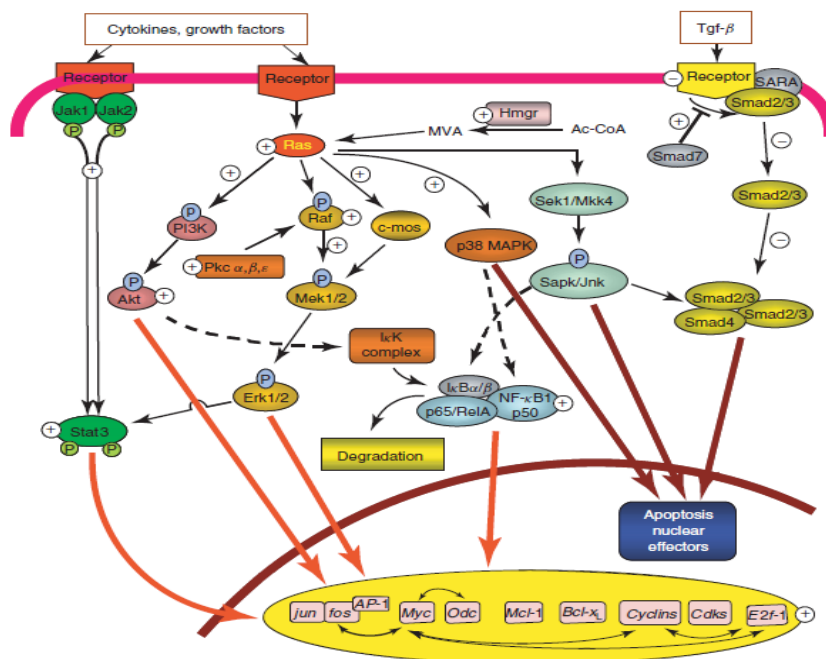 Cytokines, growth factors
Tgf-β
Receptor
Receptor
Receptor
−
SARA
Jak1
Jak2
Smad2/3
P
P
+
Hmgr
MVA
Ac-CoA
+
Ras
+
Smad7
−
+
+
+
+
+
Sek1/Mkk4
Smad2/3
P
PI3K
P
Raf
+
c-mos
−
p38 MAPK
+
Pkc α,β,ε
+
P
Sapk/Jnk
P
Akt
+
P
Mek1/2
Smad2/3
Smad4
Smad2/3
IκK
complex
P
Erk1/2
IκBα/β
NF-κB1
p50
+
p65/RelA
+
Stat3
P
P
Degradation
Apoptosis
nuclear
effectors
jun
fos
AP-1
Myc
Odc
Mcl-1
Bcl-xL
Cyclins
Cdks
E2f-1
+